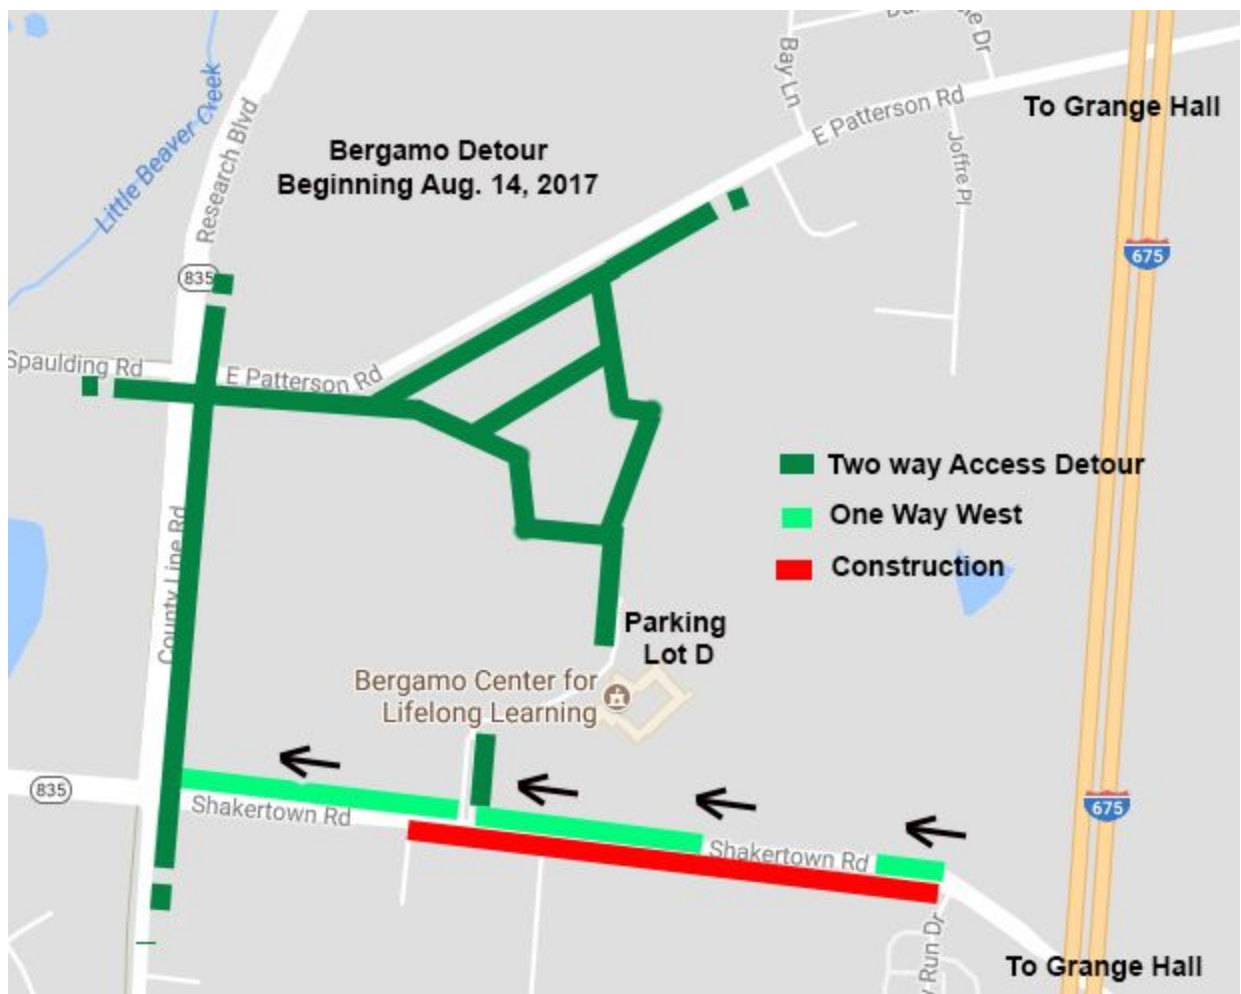 Little Beaver Creek
Research Blvd
Bay Ln
E Patterson Rd
Joffre Pl
To Grange Hall
Bergamo Detour
Beginning Aug. 14, 2017
675
835
Spaulding Rd
E Patterson Rd
Two way Access Detour
One Way West
Construction
County Line Rd
Parking
Lot D
Bergamo Center for
Lifelong Learning
835
675
Shakertown Rd
Shakertown Rd
Run Dr
To Grange Hall